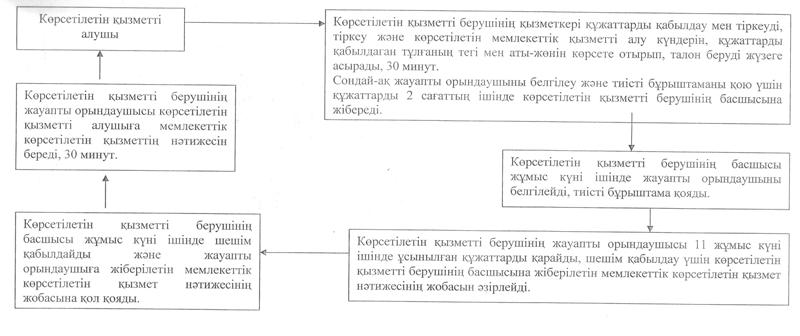 Көрсетілетін қызметті
алушы
Көрсетілетін қызметті берушінің қызметкері құжаттарды қабылдау мен тіркеуді,
тіркеу және көрсетілетін мемлекеттік қызметті алу күндерін, құжаттарды
қабылдаған тұлғаның тегі мен аты-жөнін көрсете отырып, талон беруді жүзеге
асырады, 30 минут.
Сондай-ақ жауапты орындаушыны белгілеу және тиісті бұрыштаманы қою үшін
құжаттарды 2 сағаттың ішінде көрсетілетін қызметті берушінің басшысына
жібереді.
Көрсетілетін қызметті берушінің басшысы
жұмыс күні ішінде жауапты орындаушыны
белгілейді, тиісті бұрыштама қояды.
Көрсетілетін қызметті берушінің жауапты орындаушысы 11 жұмыс күні
ішінде ұсынылған құжаттарды қарайды, шешім қабылдау үшін көрсетілетін
қызметті берушінің басшысына жіберілетін мемлекеттік көрсетілетін қызмет
нәтижесінің жобасын әзірлейді.
Көрсетілетін қызметті берушінің
басшысы жұмыс күні ішінде шешім
қабылдайды және жауапты
орындаушыға жіберілетін мемлекеттік
көрсетілетін қызмет нәтижесінің
жобасына қол қояды.
Көрсетілетін қызметті берушінің
жауапты орындаушысы көрсетілетін
қызметті алушыға мемлекеттік
көрсетілетін қызметтің нәтижесін
береді, 30 минут.